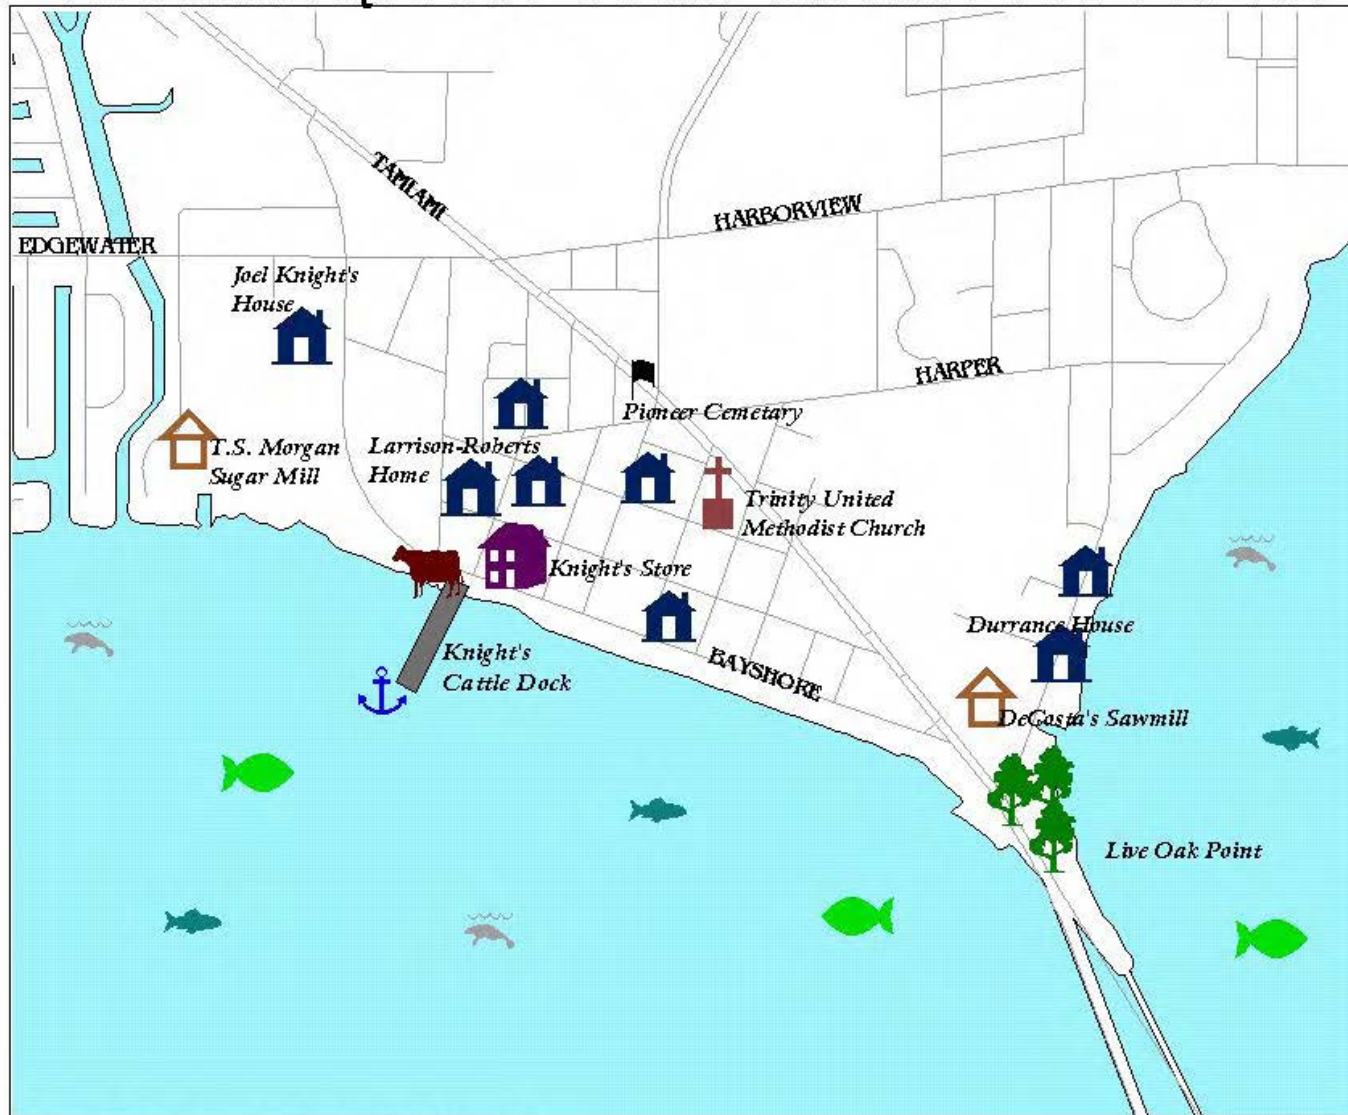 TAMIAMI
HARBORVIEW
EDGEWATER
Joel Knight's
House
HARPER
Pioneer Cemetary
T.S. Morgan
Sugar Mill
Larrison-Roberts
Home
Trinity United
Methodist Church
Knight's Store
Durrance House
Knight's
Cattle Dock
BAYSHORE
DeCosta's Sawmill
Live Oak Point